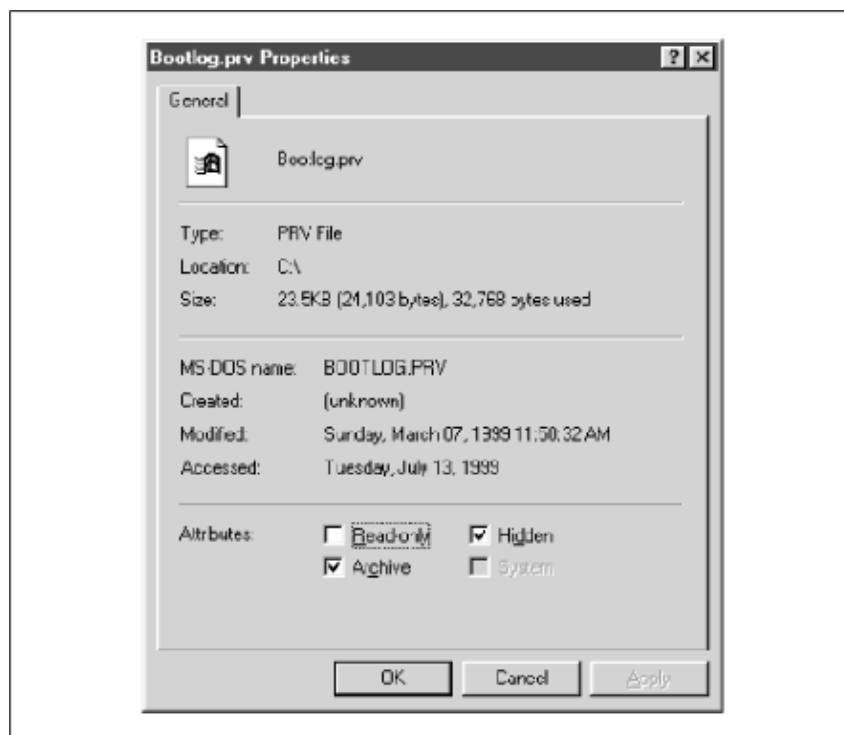 Bootlog.prv Properties
General
Bootlog.prv
Type: PRV File
Location: C:\
Size: 23.5KB (24,103 bytes), 32,768 bytes used
MS-DOS name: BOOTLOG.PRV
Created: (unknown)
Modified: Sunday, March 07, 1999 11:50:32 AM
Accessed: Tuesday, July 13, 1999
Attributes: Read-only Hidden
Archive System
OK Cancel Apply